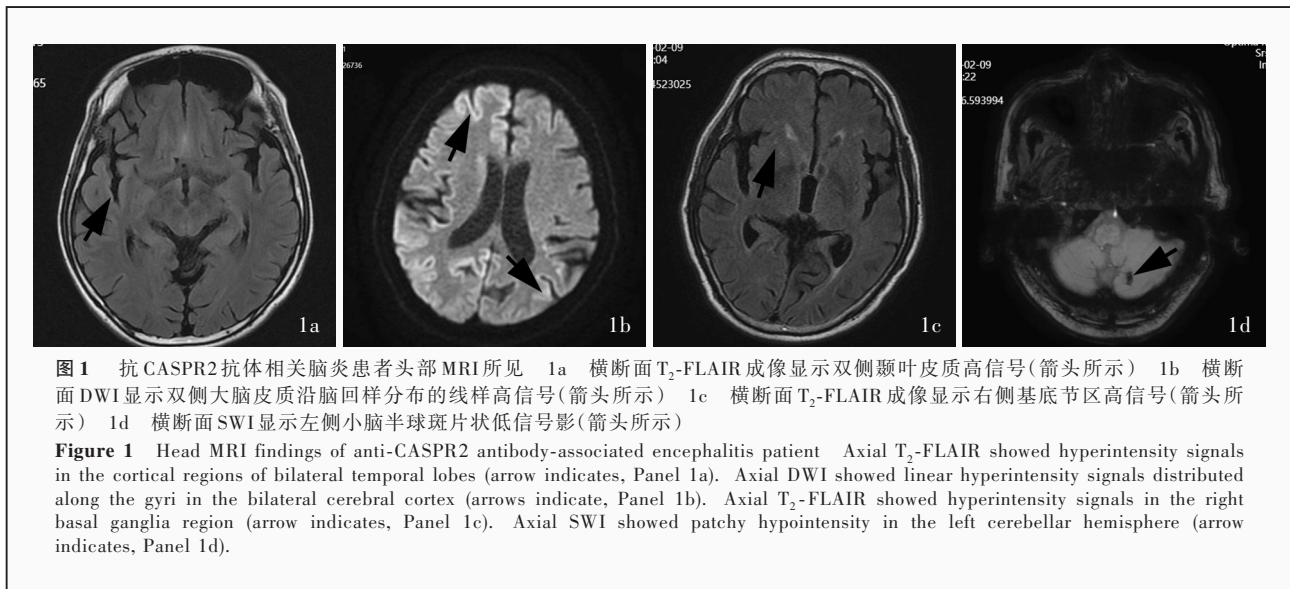 65
1
26736
-02-09
:04
4523025
-02-09
:22
6.593994
Sr
In
1a
1b
1c
1d
图1 抗CASPR2抗体相关脑炎患者头部MRI所见 1a 横断面T₂-FLAIR成像显示双侧颞叶皮质高信号(箭头所示) 1b 横断
面DWI显示双侧大脑皮质沿脑回样分布的线样高信号(箭头所示) 1c 横断面T₂-FLAIR成像显示右侧基底节区高信号(箭头所
示) 1d 横断面SWI显示左侧小脑半球斑片状低信号影(箭头所示)
Figure 1 Head MRI findings of anti-CASPR2 antibody-associated encephalitis patient Axial T₂-FLAIR showed hyperintensity signals
in the cortical regions of bilateral temporal lobes (arrow indicates, Panel 1a). Axial DWI showed linear hyperintensity signals distributed
along the gyri in the bilateral cerebral cortex (arrows indicate, Panel 1b). Axial T₂-FLAIR showed hyperintensity signals in the right
basal ganglia region (arrow indicates, Panel 1c). Axial SWI showed patchy hypointensity in the left cerebellar hemisphere (arrow
indicates, Panel 1d).